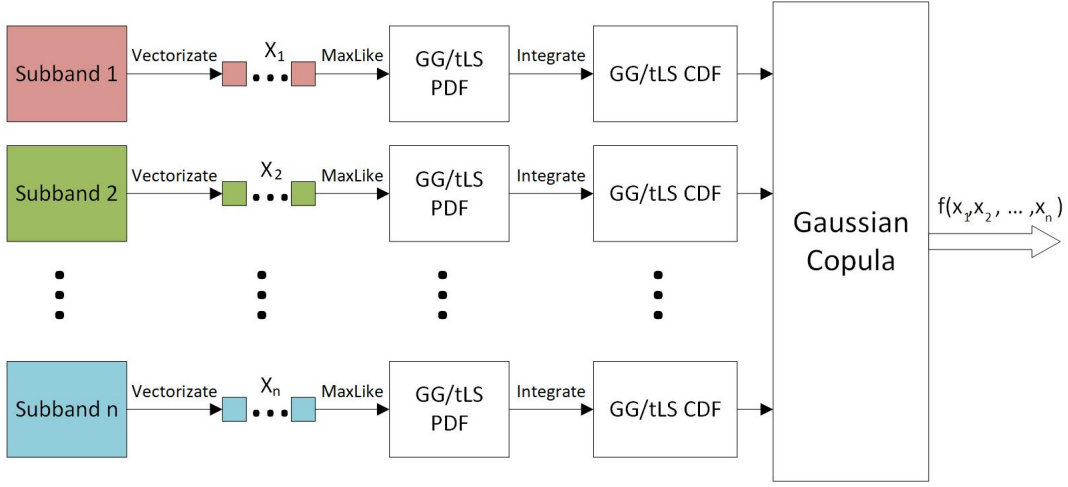 Subband 1
Vectorizate
X1
MaxLike
GG/tLS
PDF
Integrate
GG/tLS CDF
Subband 2
Vectorizate
X2
MaxLike
GG/tLS
PDF
Integrate
GG/tLS CDF
Gaussian
Copula
f(x1,x2, ... ,xn)
Subband n
Vectorizate
Xn
MaxLike
GG/tLS
PDF
Integrate
GG/tLS CDF